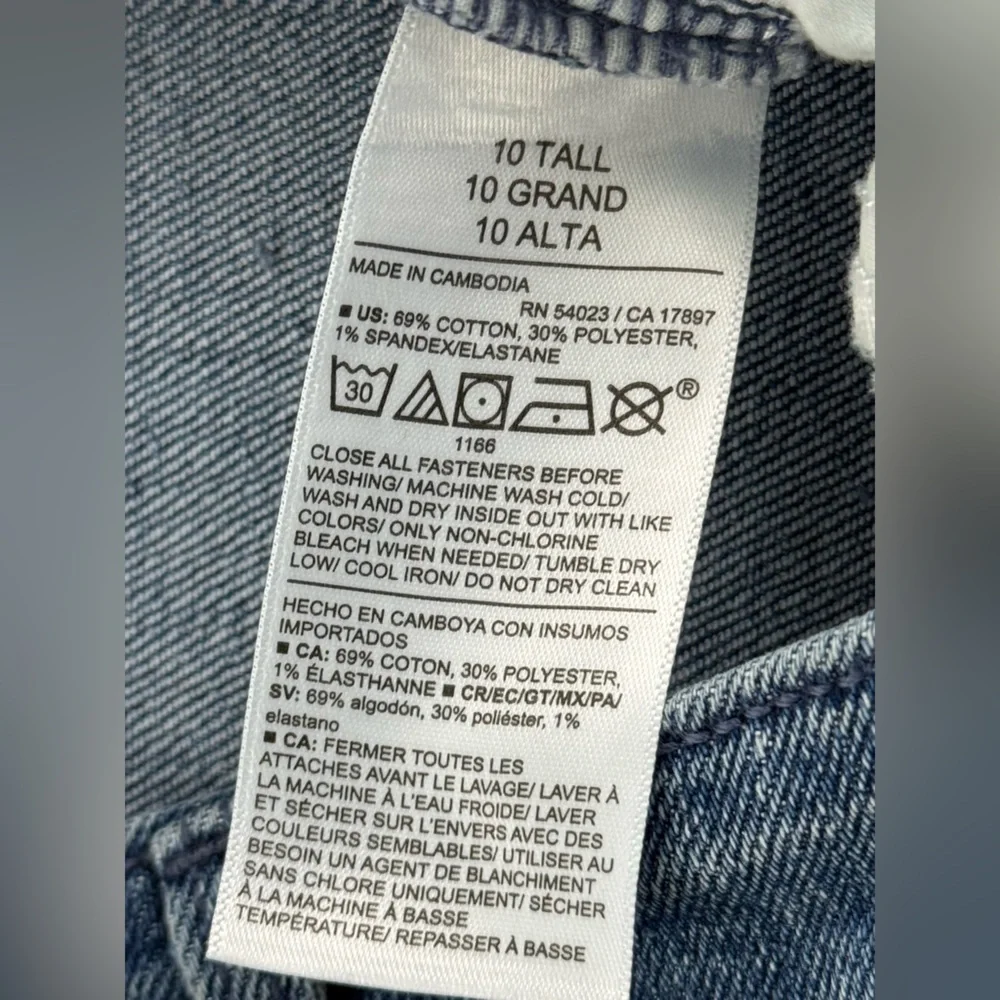 10 TALL
10 GRAND
10 ALTA
MADE IN CAMBODIA
RN 54023 / CA 17897
■ US: 69% COTTON, 30% POLYESTER,
1% SPANDEX/ELASTANE
30
®
1166
CLOSE ALL FASTENERS BEFORE
WASHING/ MACHINE WASH COLD/
WASH AND DRY INSIDE OUT WITH LIKE
COLORS/ ONLY NON-CHLORINE
BLEACH WHEN NEEDED/ TUMBLE DRY
LOW/ COOL IRON/ DO NOT DRY CLEAN
HECHO EN CAMBOYA CON INSUMOS
IMPORTADOS
■ CA: 69% COTON, 30% POLYESTER,
1% ÉLASTHANNE ■ CR/EC/GT/MX/PA/
SV: 69% algodón, 30% poliéster, 1%
elastano
■ CA: FERMER TOUTES LES
ATTACHES AVANT LE LAVAGE/ LAVER À
LA MACHINE À L'EAU FROIDE/ LAVER
ET SÉCHER SUR L'ENVERS AVEC DES
COULEURS SEMBLABLES/ UTILISER AU
BESOIN UN AGENT DE BLANCHIMENT
SANS CHLORE UNIQUEMENT/ SÉCHER
À LA MACHINE À BASSE
TEMPÉRATURE/ REPASSER À BASSE